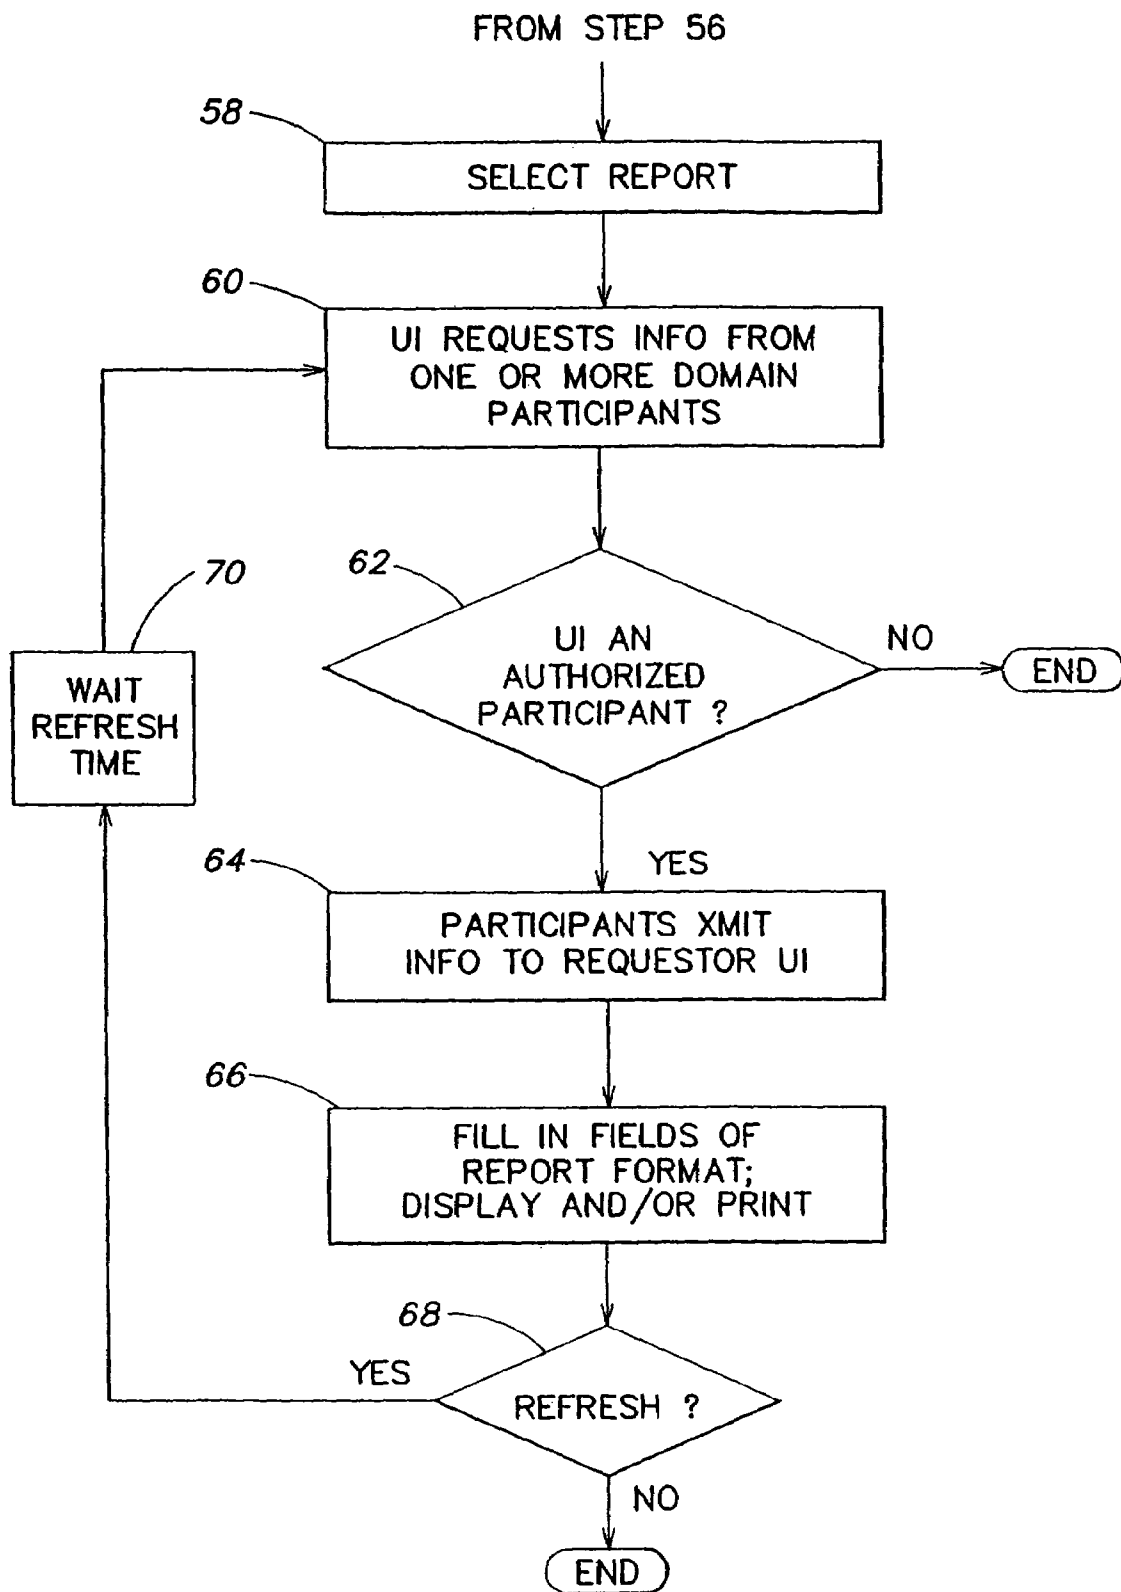 FROM STEP 56
58
SELECT REPORT
60
UI REQUESTS INFO FROM
ONE OR MORE DOMAIN
PARTICIPANTS
62
UI AN
AUTHORIZED
PARTICIPANT ?
NO
END
70
WAIT
REFRESH
TIME
YES
64
PARTICIPANTS XMIT
INFO TO REQUESTOR UI
66
FILL IN FIELDS OF
REPORT FORMAT;
DISPLAY AND/OR PRINT
68
YES
REFRESH ?
NO
END